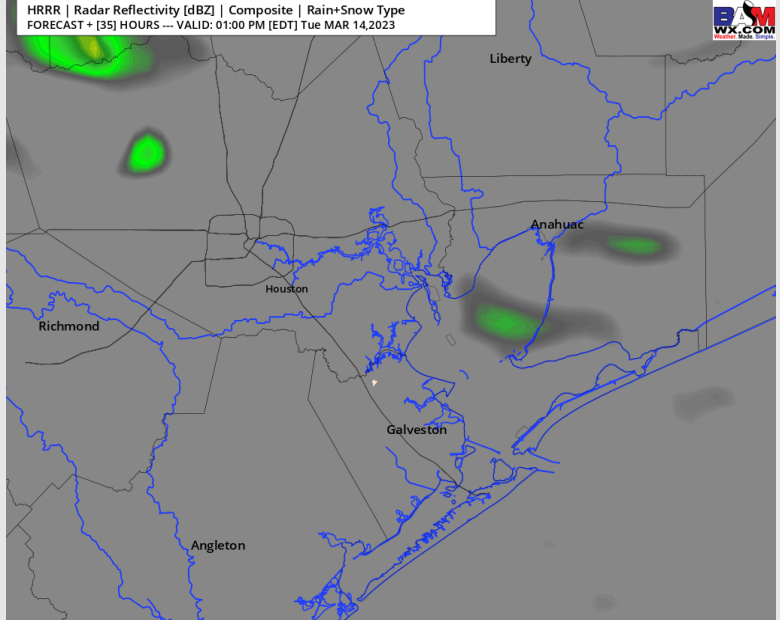 HRRR | Radar Reflectivity [dBZ] | Composite | Rain+Snow Type
FORECAST + [35] HOURS --- VALID: 01:00 PM [EDT] Tue MAR 14,2023
BAM
WX.COM
Weather. Made. Simple.
Liberty
Anahuac
Houston
Richmond
Galveston
Angleton